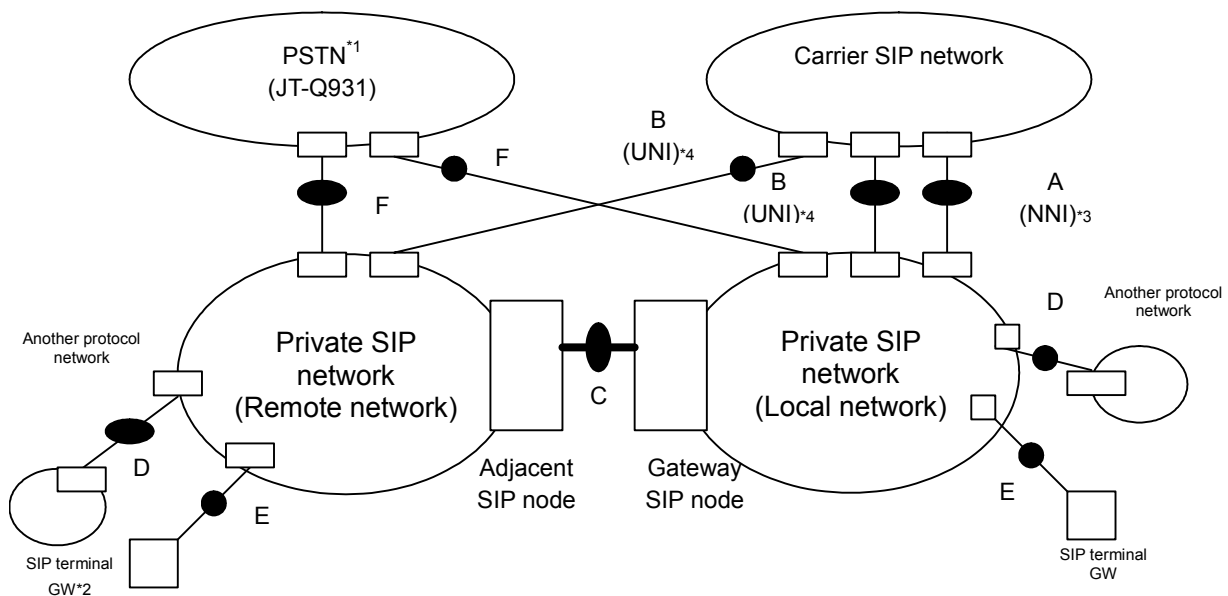 PSTN*1
(JT-Q931)
Carrier SIP network
B
(UNI)*4
F
B
(UNI)*4
A
(NNI)*3
F
D
Another protocol
network
Another protocol
network
Private SIP
network
(Remote network)
C
Private SIP
network
(Local network)
D
E
Adjacent
SIP node
Gateway
SIP node
E
SIP terminal
GW*2
SIP terminal
GW